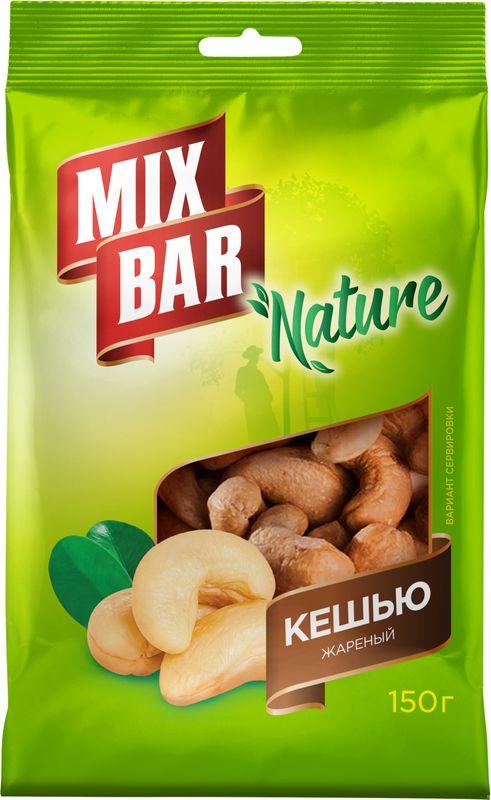 MIX
BAR
Nature
ВАРИАНТ СЕРВИРОВКИ
КЕШЬЮ
ЖАРЕНЫЙ
150г